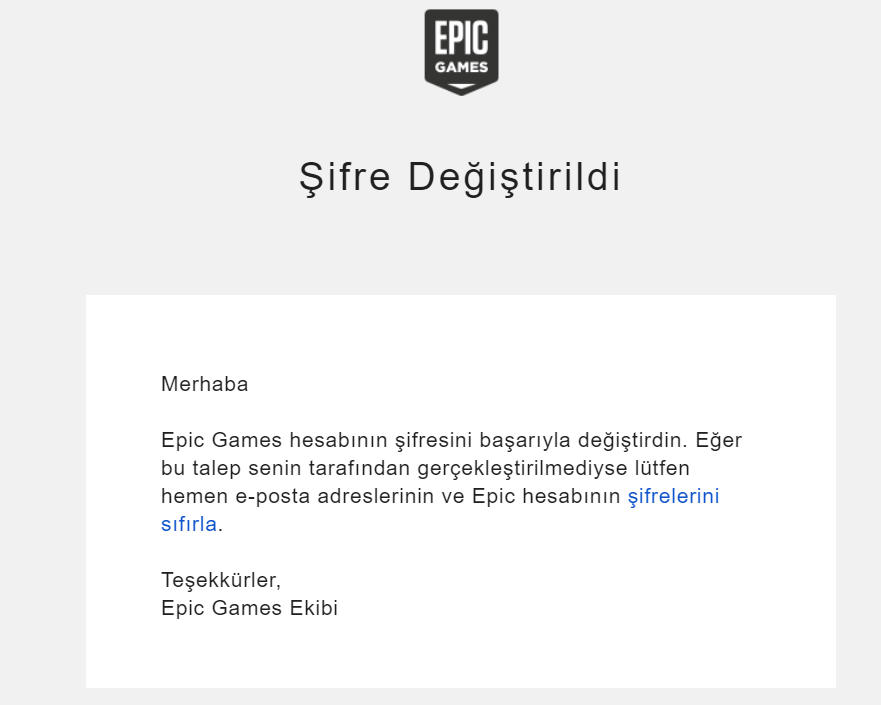 EPIC
GAMES
Şifre Değiştirildi
Merhaba
Epic Games hesabının şifresini başarıyla değiştirdin. Eğer
bu talep senin tarafından gerçekleştirilmediyse lütfen
hemen e-posta adreslerinin ve Epic hesabının şifrelerini
sıfırla.
Teşekkürler,
Epic Games Ekibi